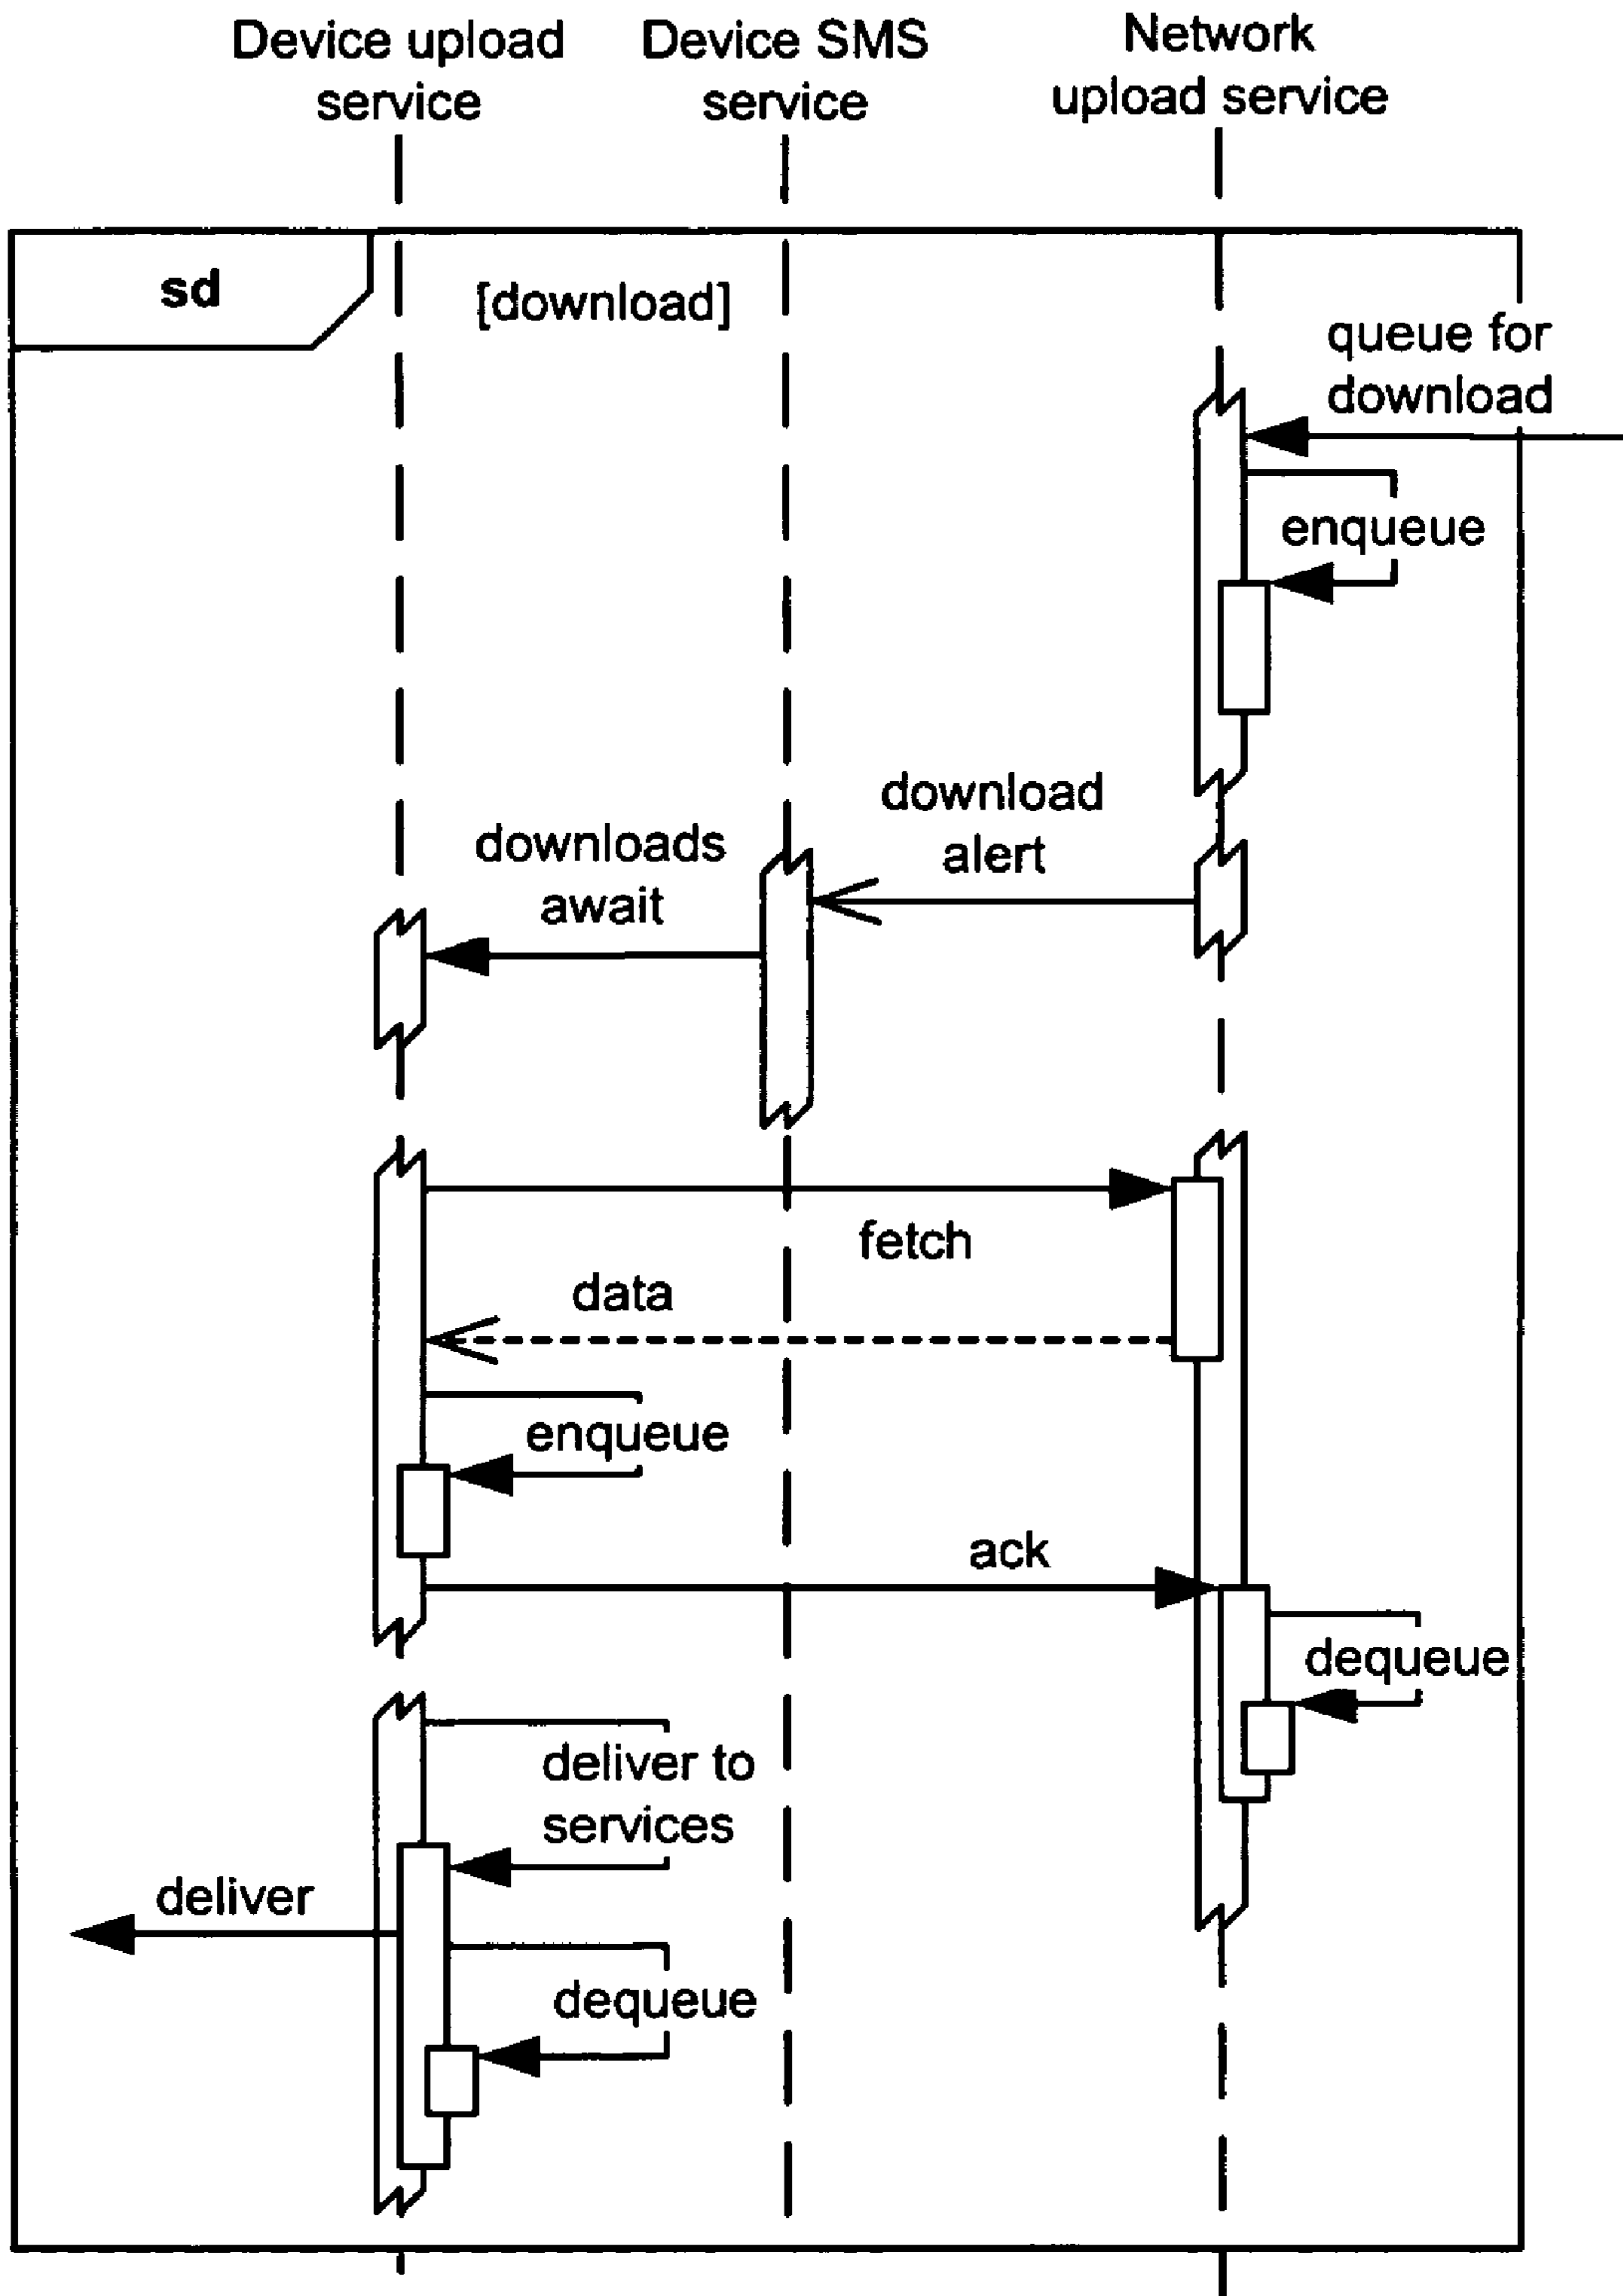 Device upload
service
Device SMS
service
Network
upload service
sd
[download]
queue for
download
enqueue
download
alert
downloads
await
fetch
data
enqueue
ack
dequeue
deliver to
services
deliver
dequeue